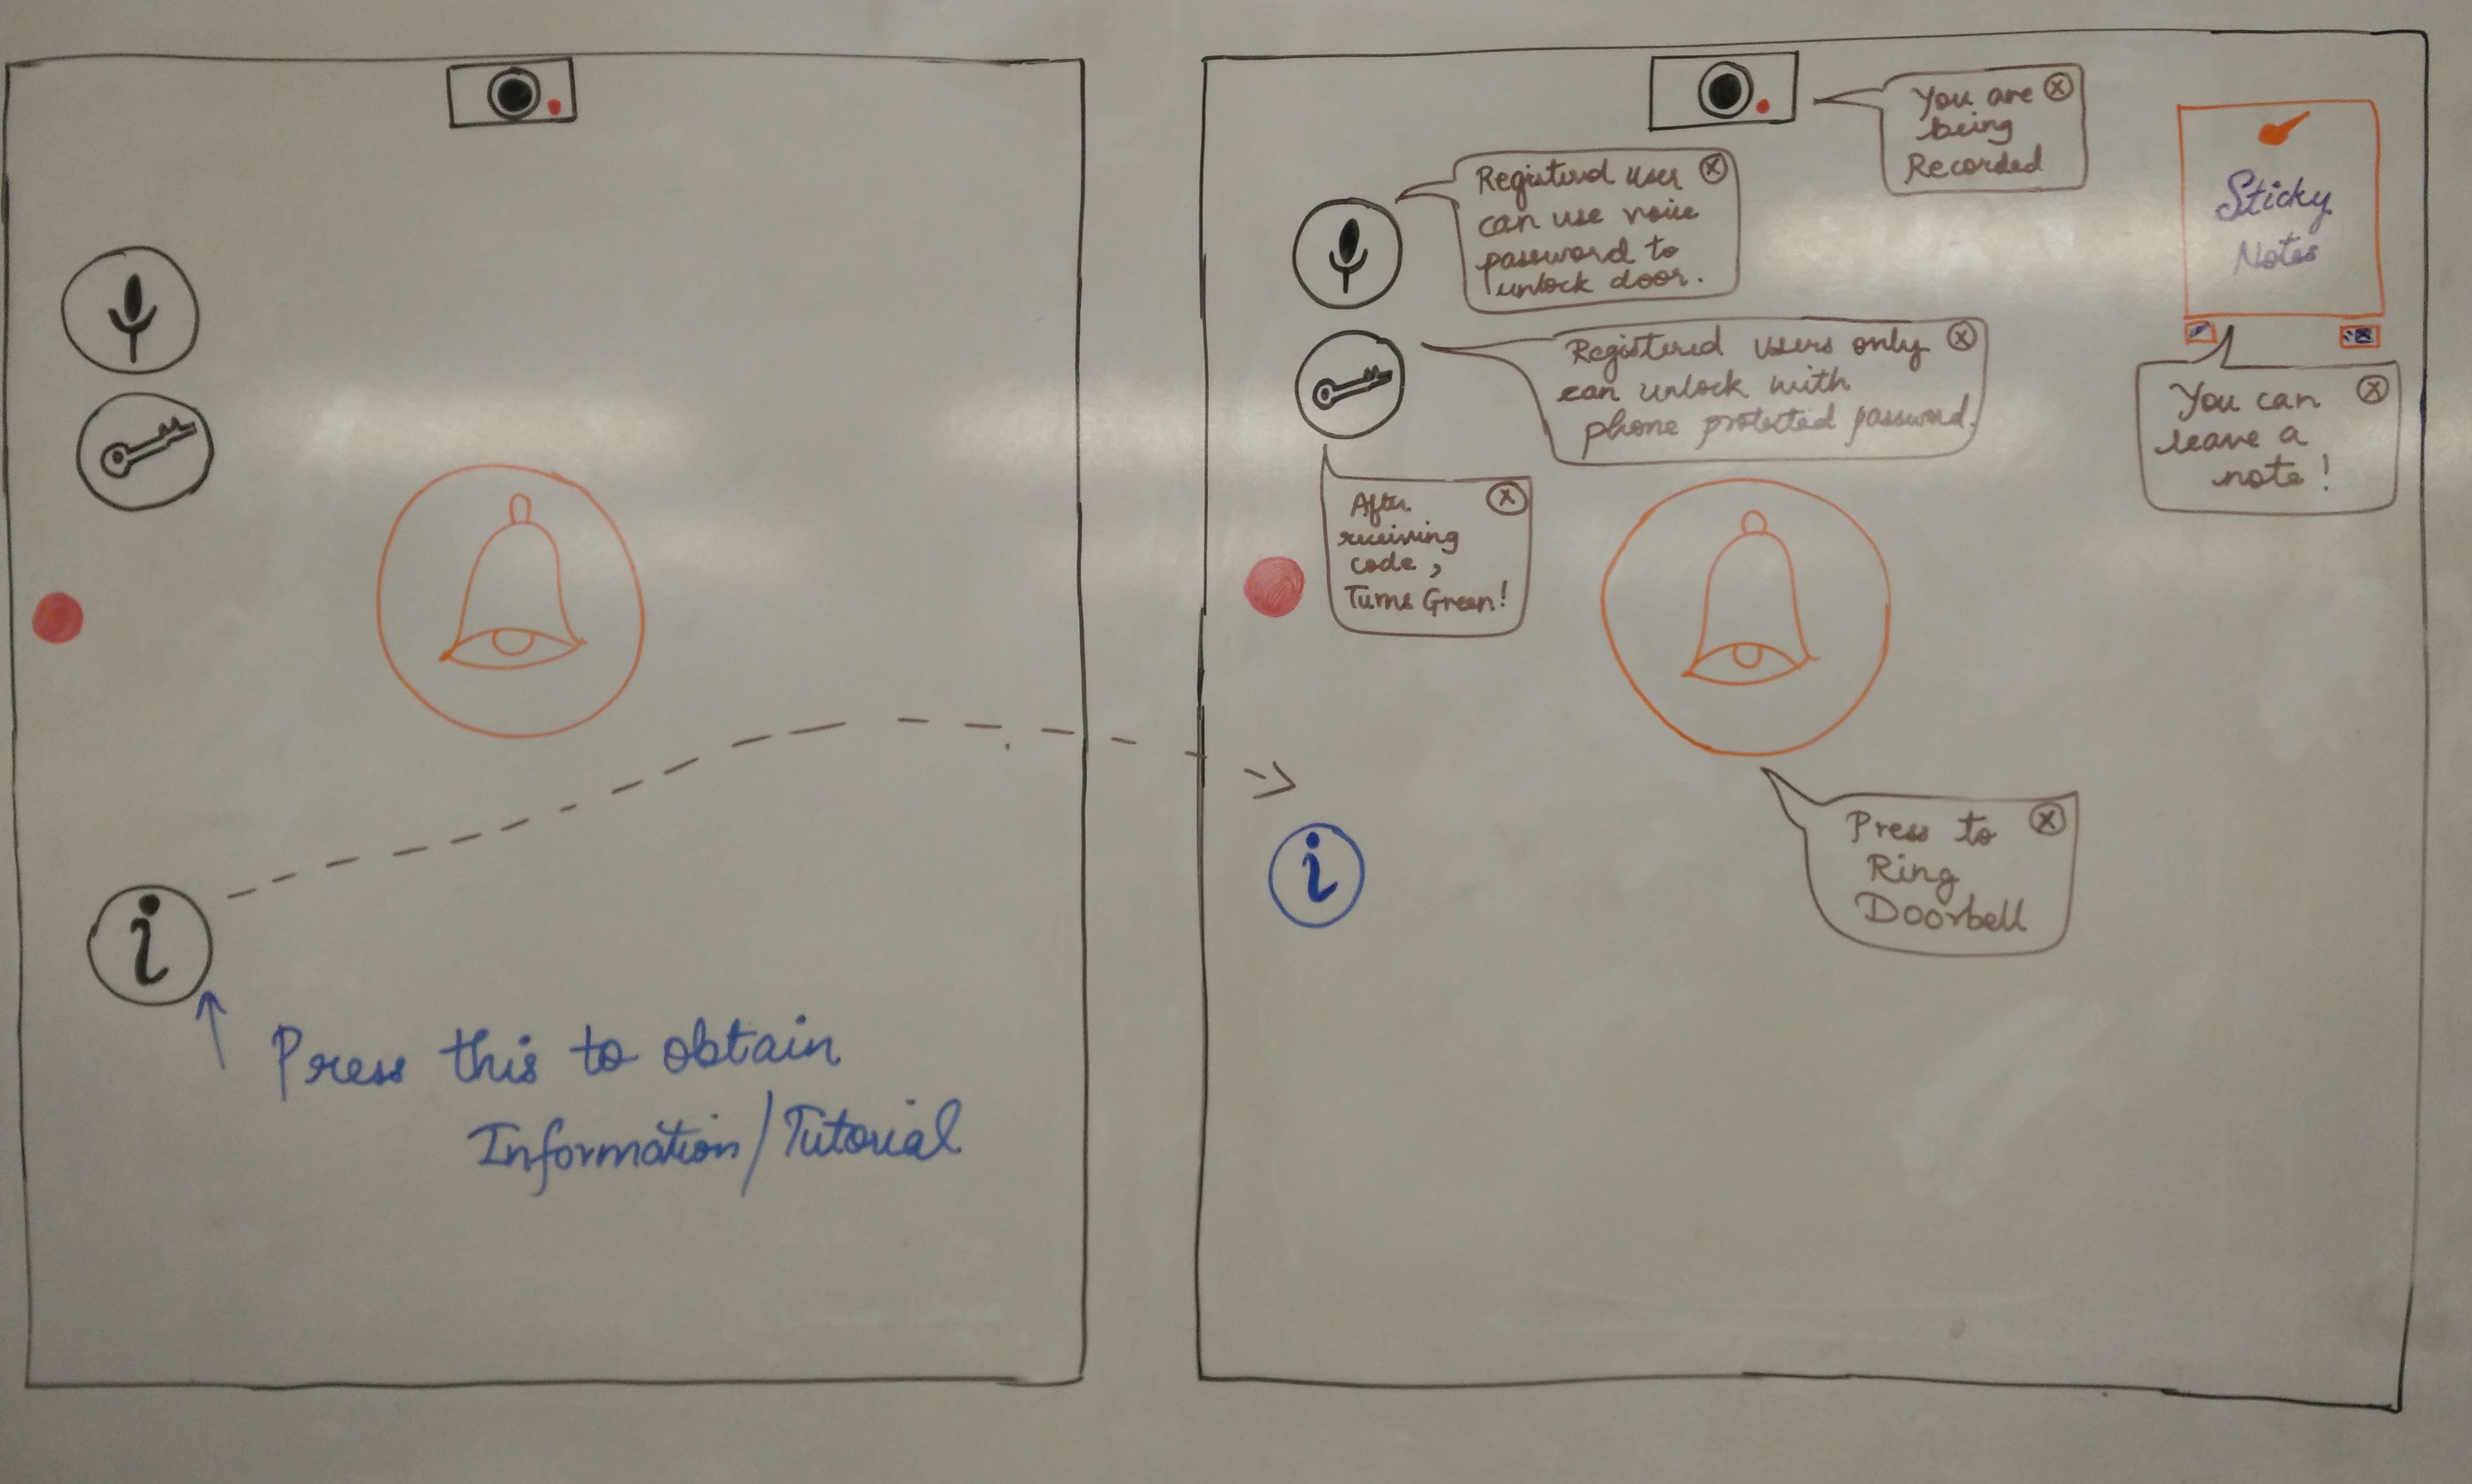 Press this to obtain
Information/Tutorial
You are
being
Recorded
Registered user
can use voice
password to
unlock door.
Registered users only
can unlock with
phone protected password.
After
receiving
code,
Turns Green!
Sticky
Notes
You can
leave a
note!
Press to
Ring
Doorbell